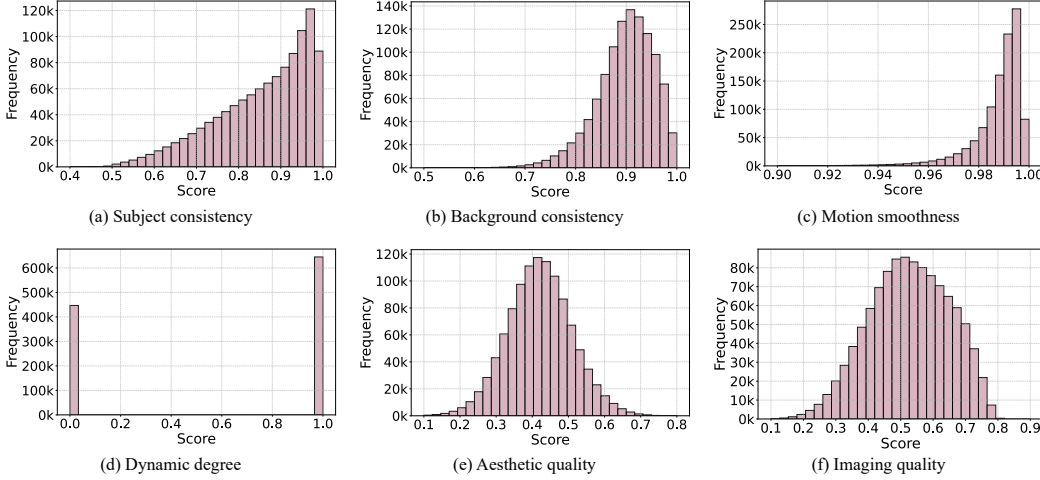 120k
100k
80k
60k
40k
20k
0k
Frequency
0.4 0.5 0.6 0.7 0.8 0.9 1.0
Score
(a) Subject consistency
140k
120k
100k
80k
60k
40k
20k
0k
Frequency
0.5 0.6 0.7 0.8 0.9 1.0
Score
(b) Background consistency
250k
200k
150k
100k
50k
0k
Frequency
0.90 0.92 0.94 0.96 0.98 1.00
Score
(c) Motion smoothness
600k
500k
400k
300k
200k
100k
0k
Frequency
0.0 0.2 0.4 0.6 0.8 1.0
Score
(d) Dynamic degree
120k
100k
80k
60k
40k
20k
0k
Frequency
0.1 0.2 0.3 0.4 0.5 0.6 0.7 0.8
Score
(e) Aesthetic quality
80k
70k
60k
50k
40k
30k
20k
10k
0k
Frequency
0.1 0.2 0.3 0.4 0.5 0.6 0.7 0.8 0.9
Score
(f) Imaging quality